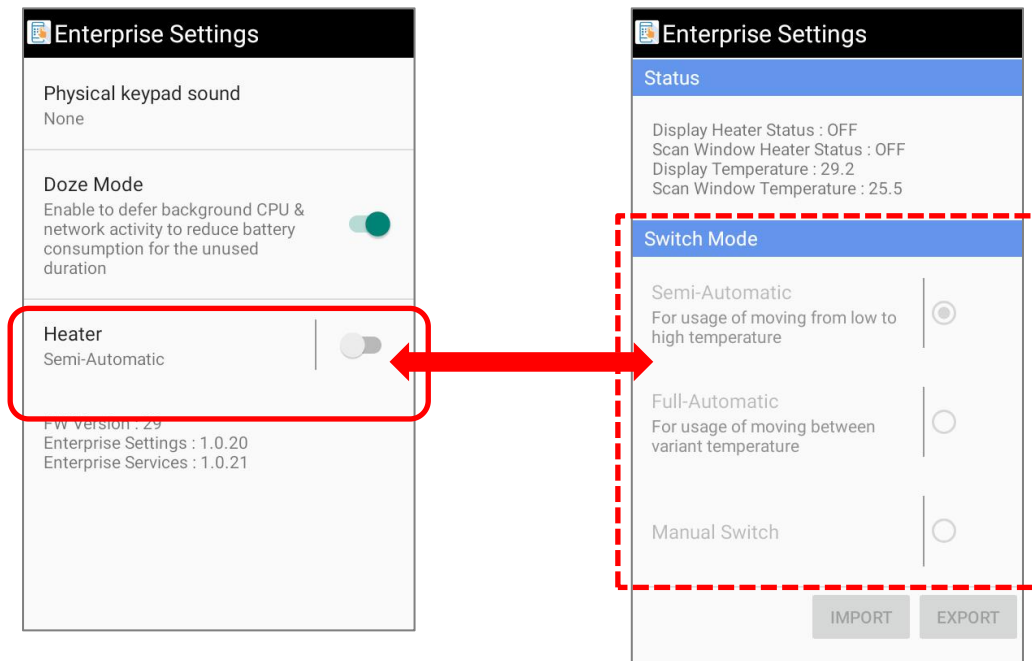 Enterprise Settings
Physical keypad sound
None
Doze Mode
Enable to defer background CPU &
network activity to reduce battery
consumption for the unused
duration
Heater
Semi-Automatic
FW Version : 29
Enterprise Settings : 1.0.20
Enterprise Services : 1.0.21
Enterprise Settings
Status
Display Heater Status : OFF
Scan Window Heater Status : OFF
Display Temperature : 29.2
Scan Window Temperature : 25.5
Switch Mode
Semi-Automatic
For usage of moving from low to
high temperature
Full-Automatic
For usage of moving between
variant temperature
Manual Switch
IMPORT
EXPORT